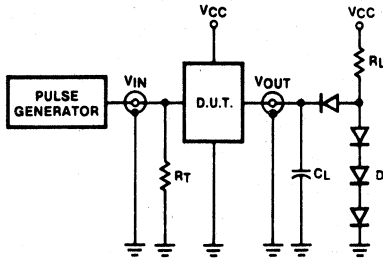 VCC
VCC
RL
VIN
VOUT
PULSE
GENERATOR
D.U.T.
D
RT
CL